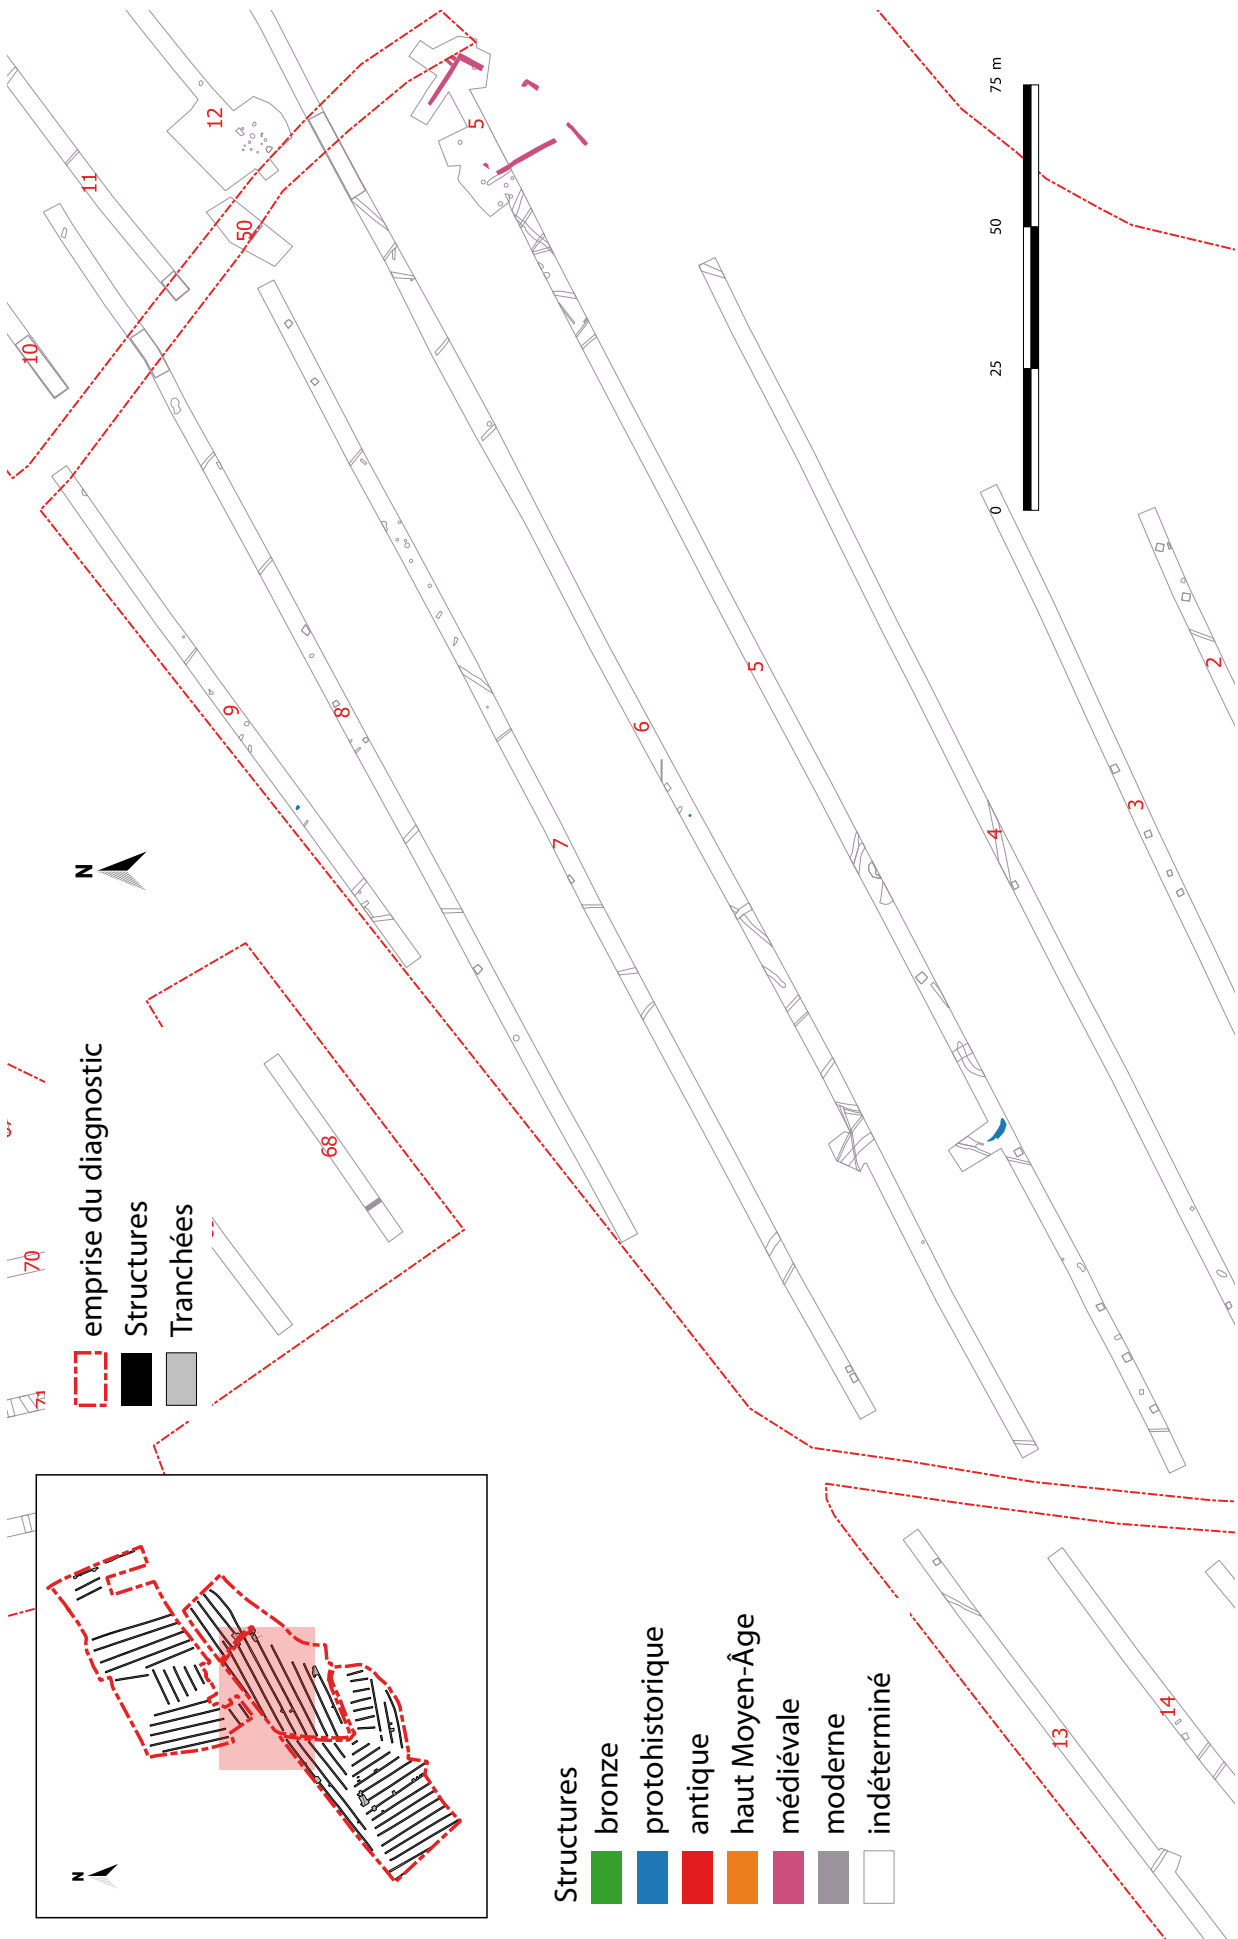 N
emprise du diagnostic
Structures
Tranchées
Structures
bronze
protohistorique
antique
haut Moyen-Âge
médiévale
moderne
indéterminé
N
71
70
68
10
11
12
50
9
8
7
6
5
5
4
3
2
13
14
0 25 50 75 m